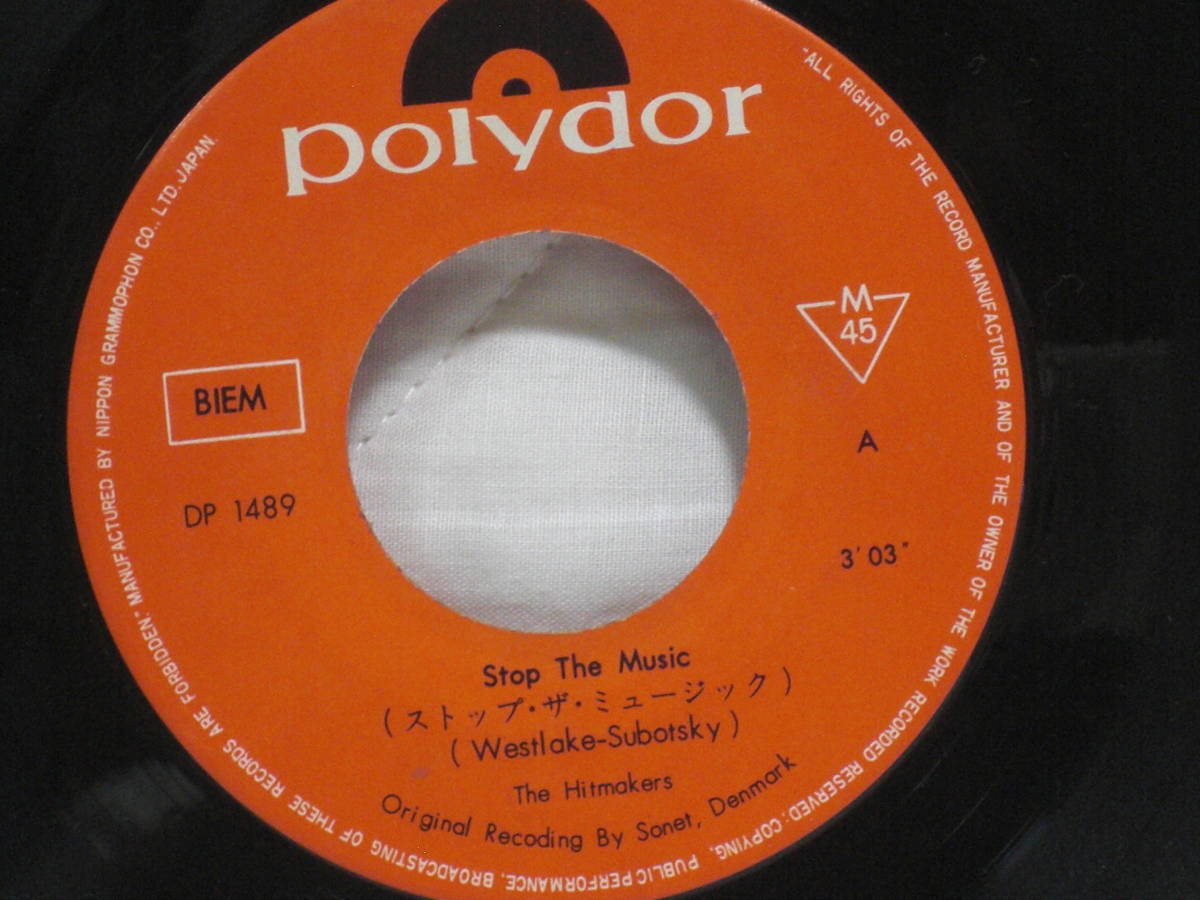 polydor
"ALL RIGHTS OF THE RECORD MANUFACTURER AND OF THE OWNER OF THE WORK RECORDED RESERVED: COPYING, PUBLIC PERFORMANCE, BROADCASTING OF THESE RECORDS ARE FORBIDDEN." MANUFACTURED BY NIPPON GRAMMOPHON CO., LTD. JAPAN.
M
45
BIEM
A
DP 1489
3'03"
Stop The Music
(ストップ・ザ・ミュージック)
(Westlake-Subotsky)
The Hitmakers
Original Recoding By Sonet, Denmark